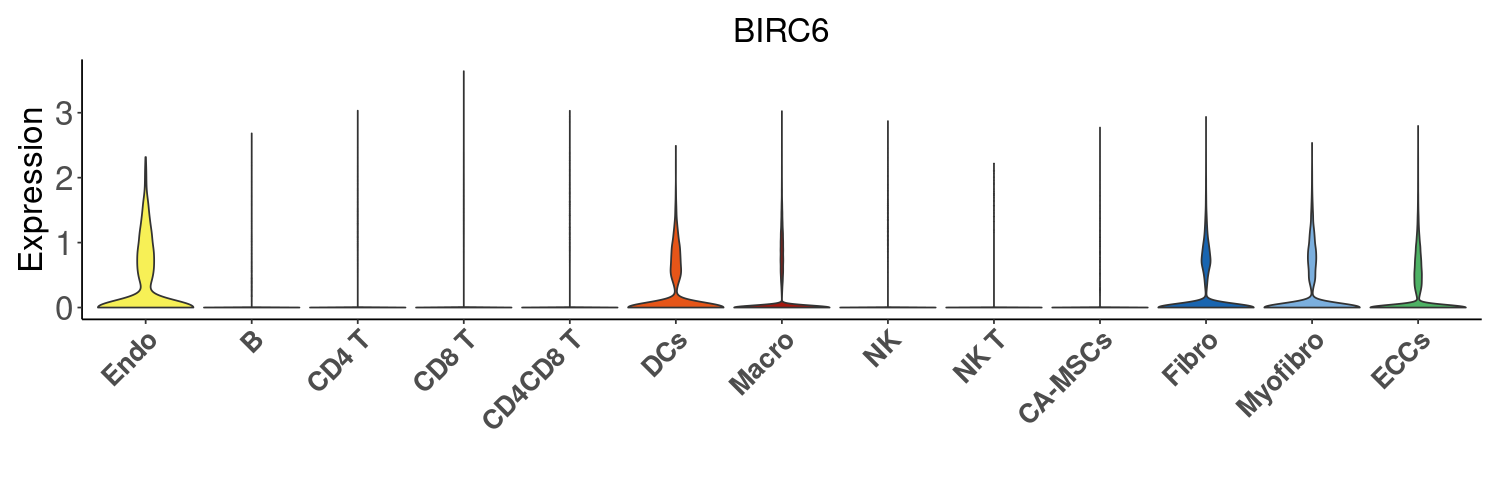 BIRC6
Expression
3
2
1
0
Endo
B
CD4 T
CD8 T
CD4CD8 T
DCs
Macro
NK
NK T
CA-MSCs
Fibro
Myofibro
ECCs